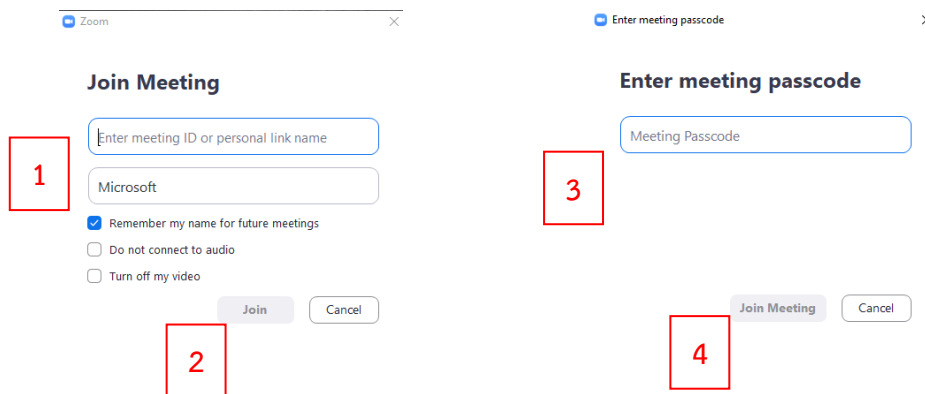 Zoom
Join Meeting
Enter meeting ID or personal link name
1
Microsoft
Remember my name for future meetings
Do not connect to audio
Turn off my video
Join Cancel
2
Enter meeting passcode
Enter meeting passcode
Meeting Passcode
3
Join Meeting Cancel
4